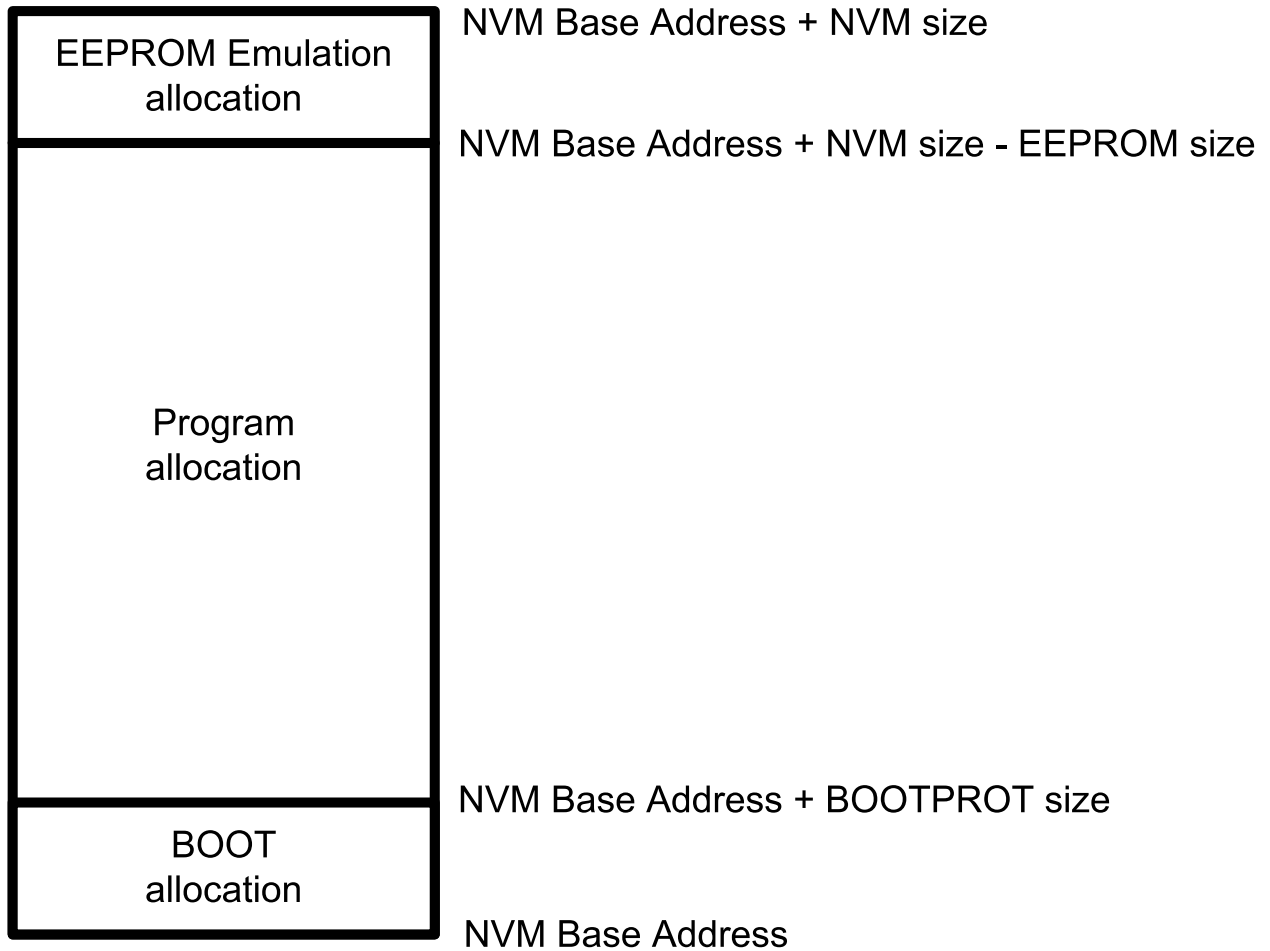 NVM Base Address + NVM size
EEPROM Emulation
allocation
NVM Base Address + NVM size - EEPROM size
Program
allocation
NVM Base Address + BOOTPROT size
BOOT
allocation
NVM Base Address